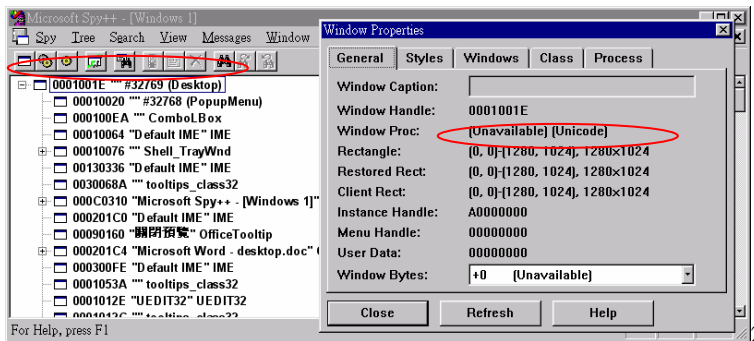 Microsoft Spy++ - [Windows 1]
Spy Tree Search View Messages Window
0001001E "" #32769 (Desktop)
00010020 "" #32768 (PopupMenu)
000100EA "" ComboLBox
00010064 "Default IME" IME
00010076 "" Shell_TrayWnd
00130336 "Default IME" IME
0030068A "" tooltips_class32
000C0310 "Microsoft Spy++ - [Windows 1]"
000201C0 "Default IME" IME
00090160 "關閉預覽" OfficeTooltip
000201C4 "Microsoft Word - desktop.doc"
000300FE "Default IME" IME
0001053A "" tooltips_class32
0001012E "UEDIT32" UEDIT32
0001013C "" tooltips_class32
For Help, press F1
Window Properties
General Styles Windows Class Process
Window Caption:
Window Handle: 0001001E
Window Proc: (Unavailable) (Unicode)
Rectangle: (0, 0)-(1280, 1024), 1280x1024
Restored Rect: (0, 0)-(1280, 1024), 1280x1024
Client Rect: (0, 0)-(1280, 1024), 1280x1024
Instance Handle: A0000000
Menu Handle: 00000000
User Data: 00000000
Window Bytes: +0 (Unavailable)
Close Refresh Help